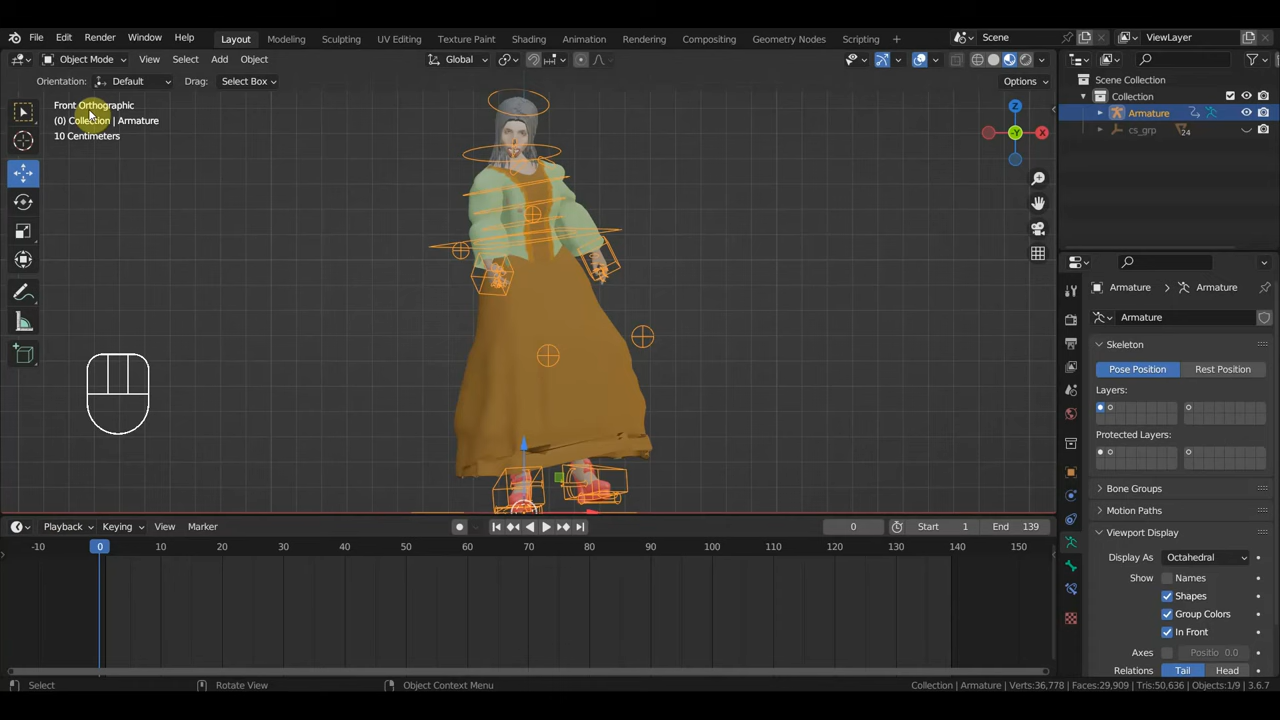 File Edit Render Window Help Layout Modeling Sculpting UV Editing Texture Paint Shading Animation Rendering Compositing Geometry Nodes Scripting + Scene ViewLayer
Object Mode View Select Add Object Global
Orientation: Default Drag: Select Box Options
Front Orthographic
(0) Collection | Armature
10 Centimeters
Z
-Y
X
Scene Collection
Collection
Armature
cs_grp 24
Armature > Armature
Armature
Skeleton
Pose Position Rest Position
Layers:
Protected Layers:
Bone Groups
Motion Paths
Viewport Display
Display As Octahedral
Show Names
Shapes
Group Colors
In Front
Axes Positio 0.0
Relations Tail Head
Playback Keying View Marker 0 Start 1 End 139
-10 0 10 20 30 40 50 60 70 80 90 100 110 120 130 140 150
Select Rotate View Object Context Menu Collection | Armature | Verts:36,778 | Faces:29,909 | Tris:50,636 | Objects:1/9 | 3.6.7